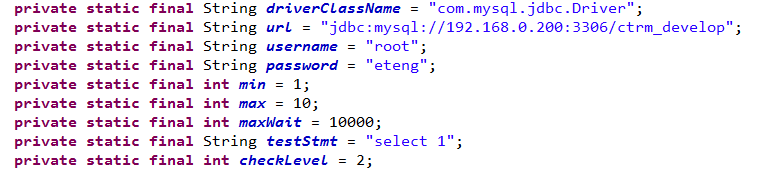 private static final String driverClassName = "com.mysql.jdbc.Driver";
private static final String url = "jdbc:mysql://192.168.0.200:3306/ctrm_develop";
private static final String username = "root";
private static final String password = "eteng";
private static final int min = 1;
private static final int max = 10;
private static final int maxWait = 10000;
private static final String testStmt = "select 1";
private static final int checkLevel = 2;